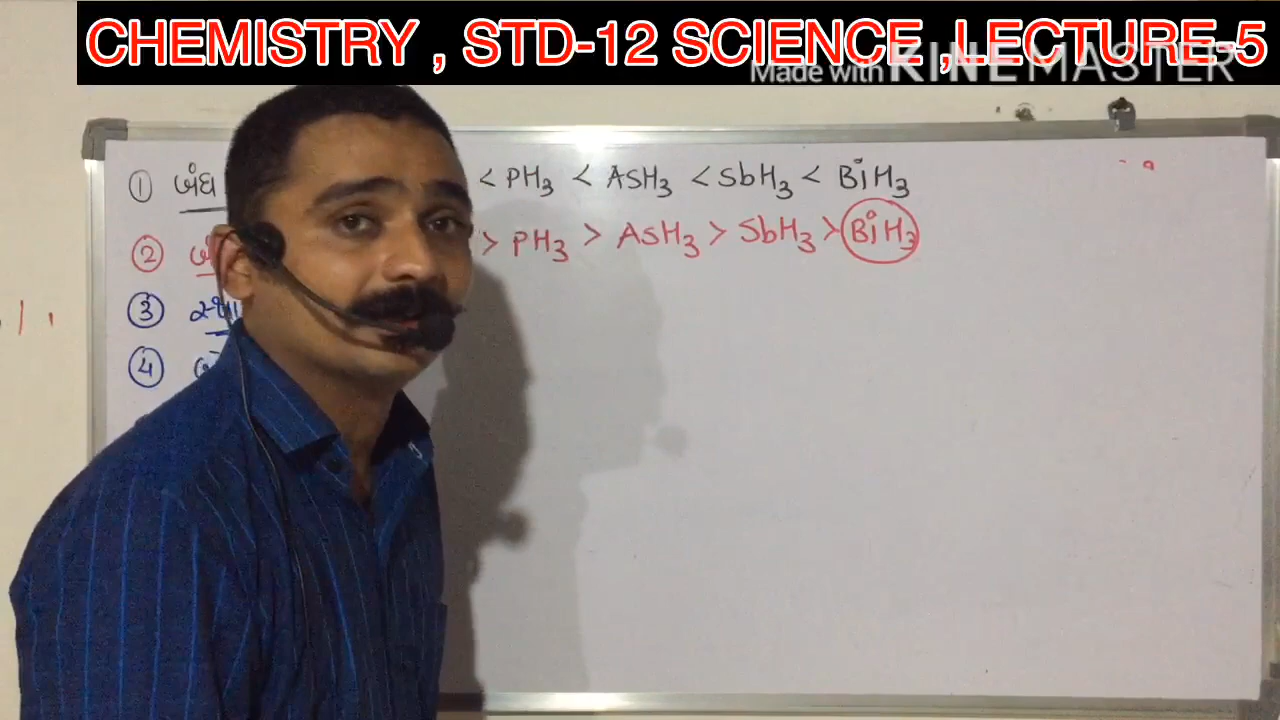 CHEMISTRY , STD-12 SCIENCE ,LECTURE-5
Made with KINEMASTER
① બંધ < PH₃ < AsH₃ < SbH₃ < BiH₃
② > PH₃ > AsH₃ > SbH₃ > BiH₃
③ સ્થા
④